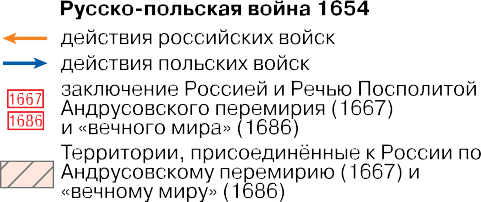 Русско-польская война 1654
действия российских войск
действия польских войск
заключение Россией и Речью Посполитой
1667 Андрусовского перемирия (1667)
1686 и «вечного мира» (1686)
Территории, присоединённые к России по
Андрусовскому перемирию (1667) и
«вечному миру» (1686)